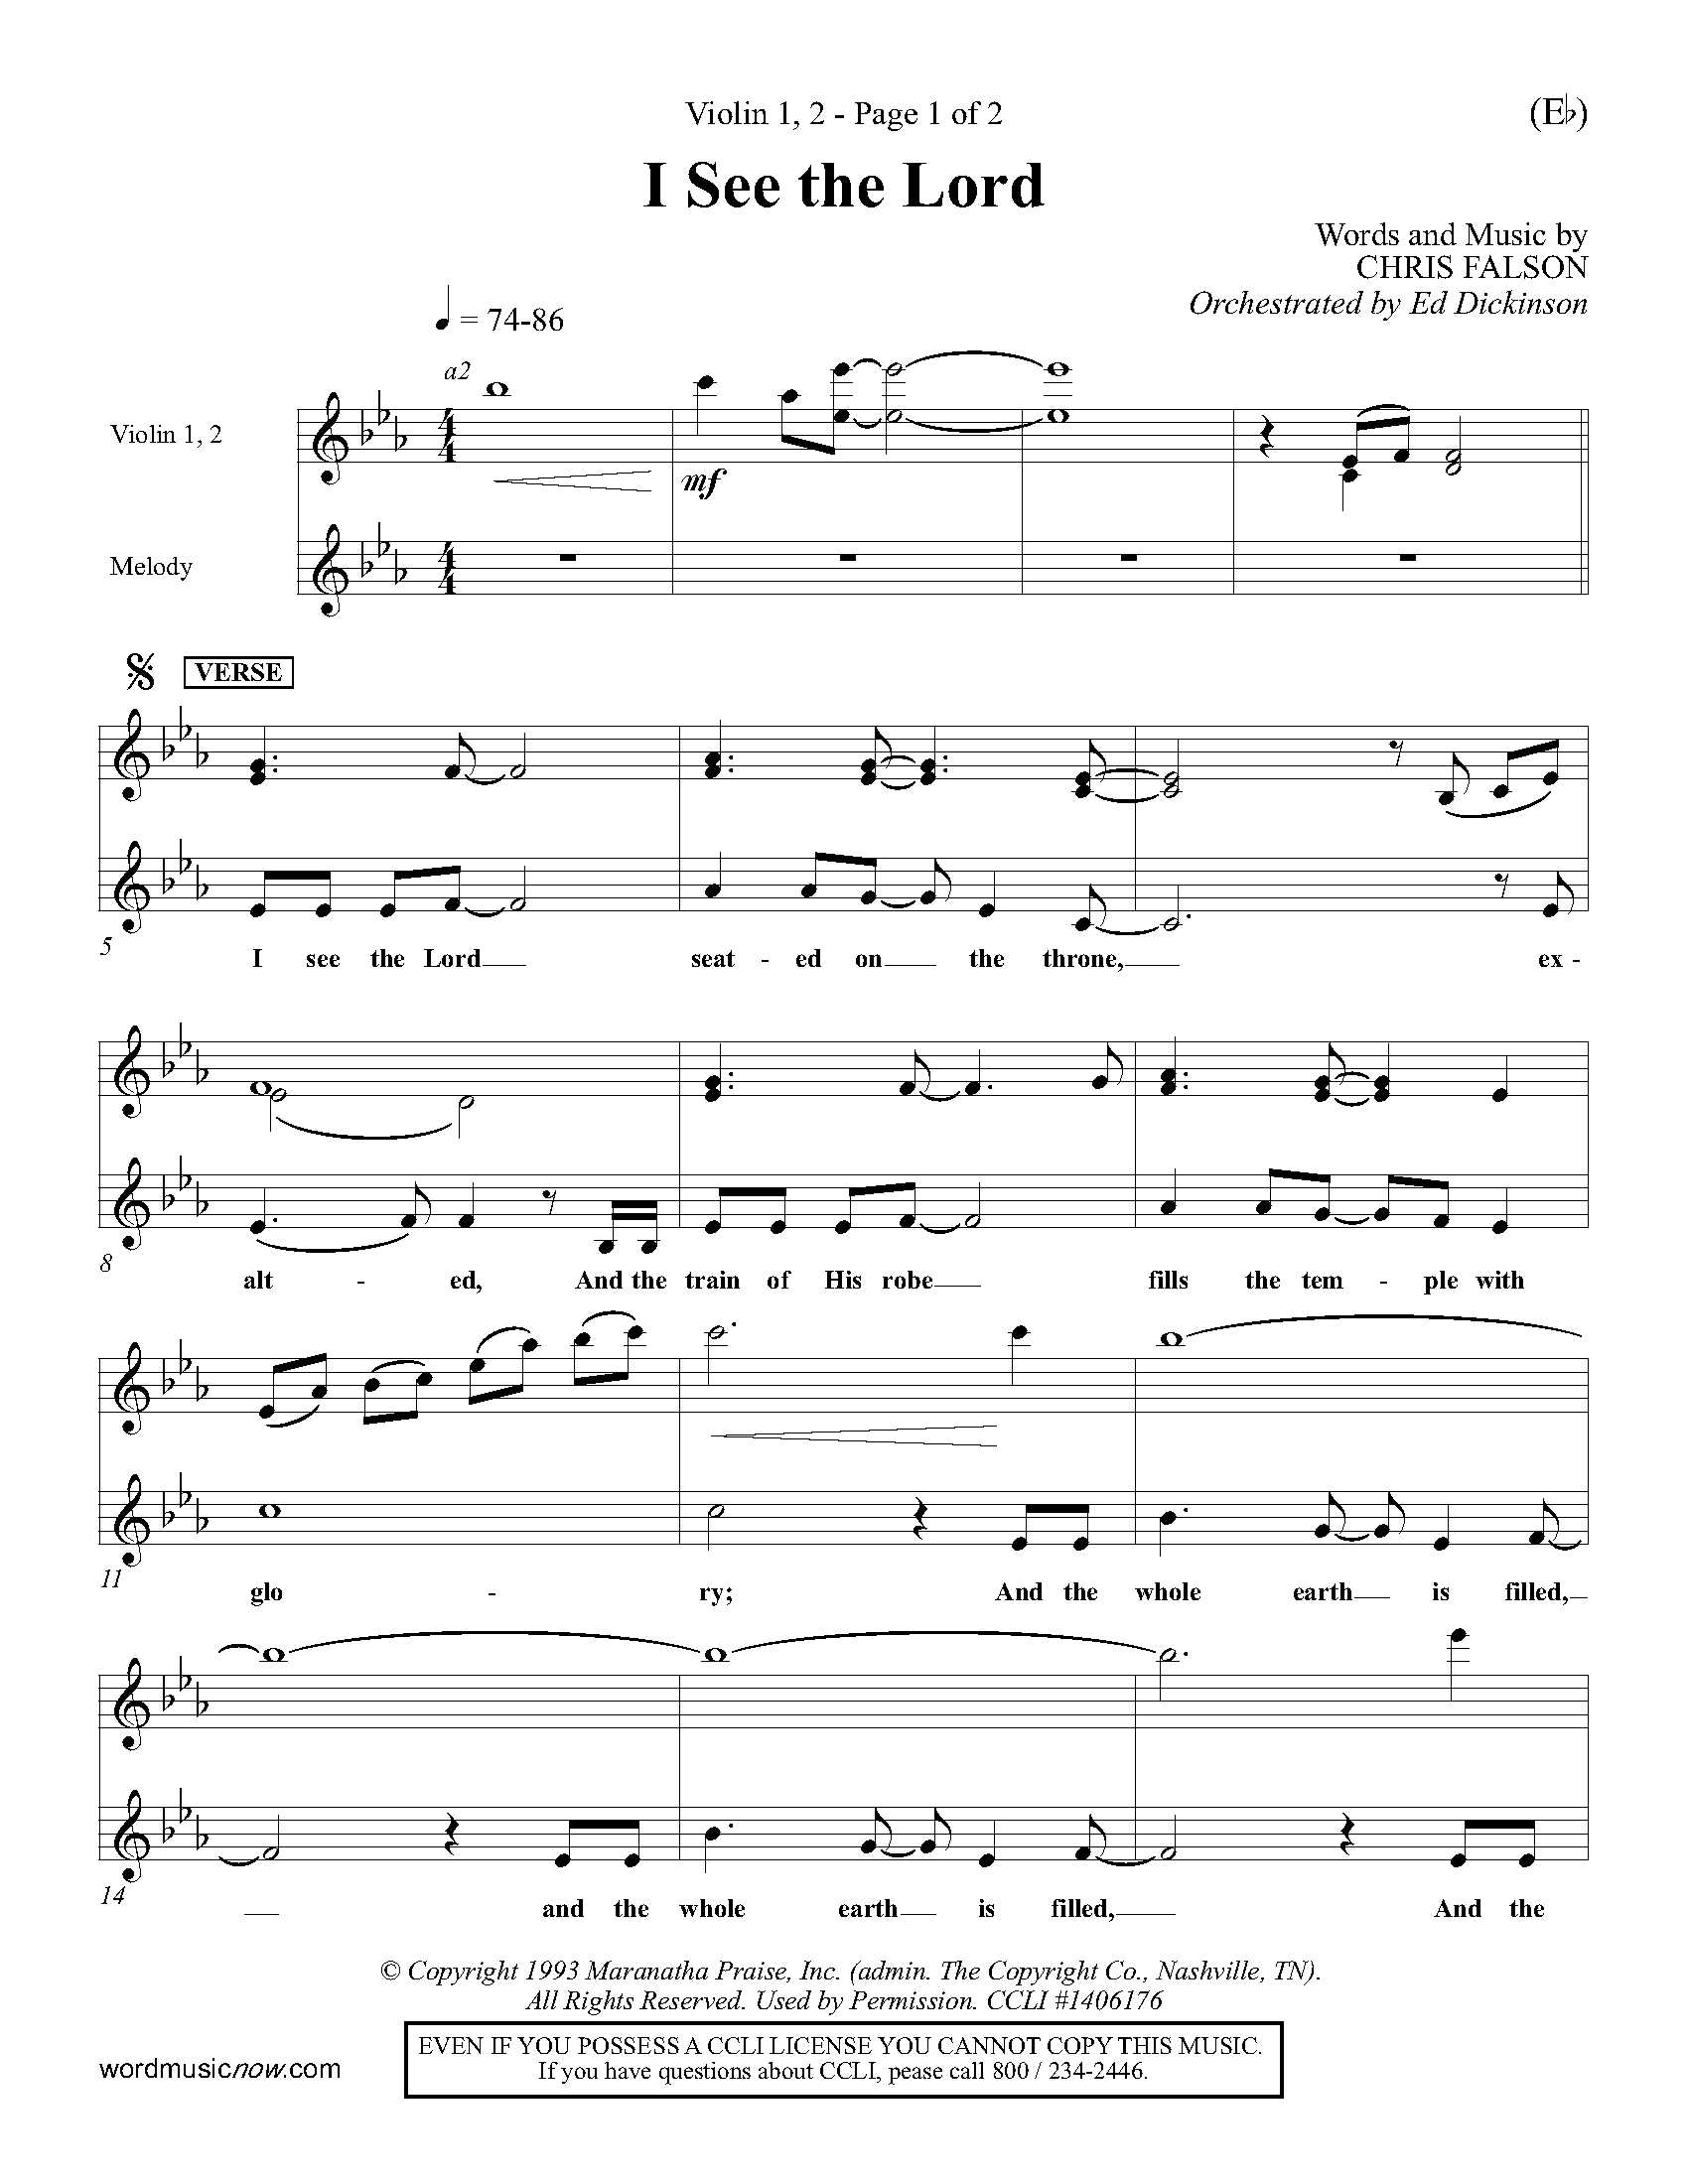 Violin 1, 2 - Page 1 of 2
(E♭)
I See the Lord
Words and Music by
CHRIS FALSON
Orchestrated by Ed Dickinson
= 74-86
a2
Violin 1, 2
mf
Melody
VERSE
5
I see the Lord seat - ed on the throne, ex-
8
alt - ed, And the train of His robe fills the tem - ple with
11
glo - ry; And the whole earth is filled,
14
and the whole earth is filled, And the
© Copyright 1993 Maranatha Praise, Inc. (admin. The Copyright Co., Nashville, TN).
All Rights Reserved. Used by Permission. CCLI #1406176
EVEN IF YOU POSSESS A CCLI LICENSE YOU CANNOT COPY THIS MUSIC.
If you have questions about CCLI, pease call 800 / 234-2446.
wordmusicnow.com